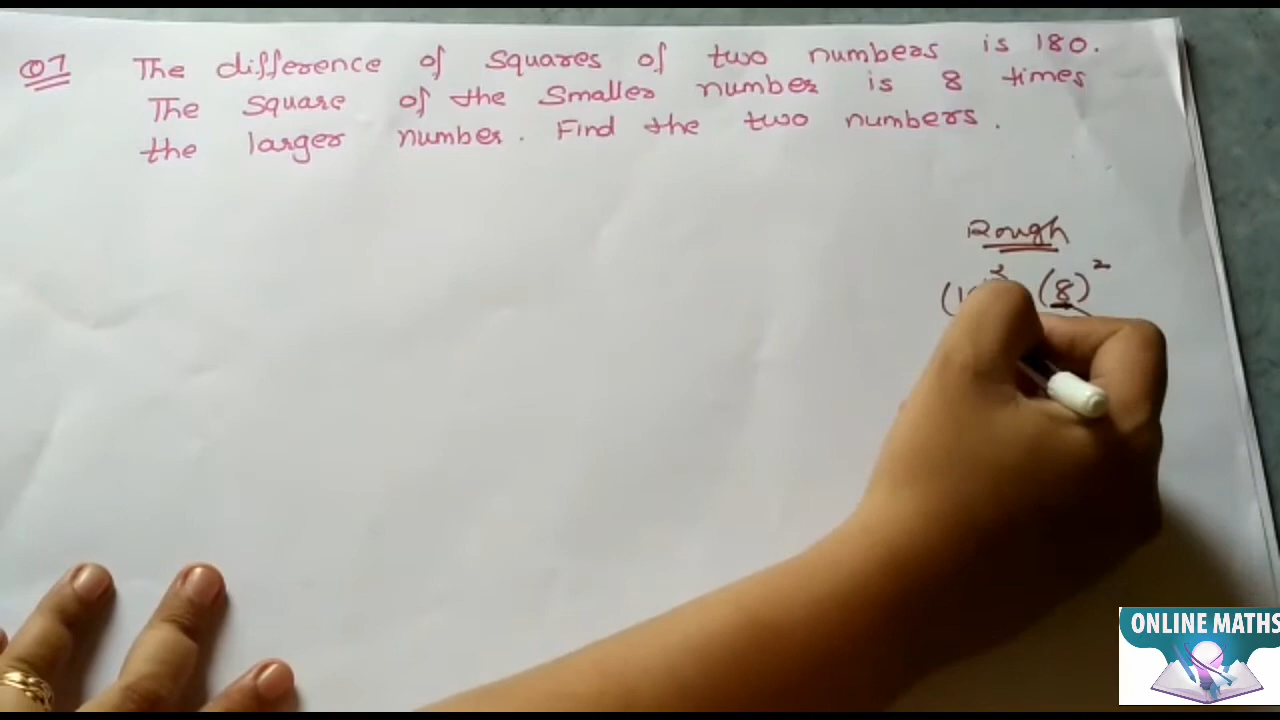 Q7 The difference of squares of two numbers is 180.
The square of the smaller number is 8 times
the larger number. Find the two numbers.
Rough
2 (8)²
ONLINE MATHS